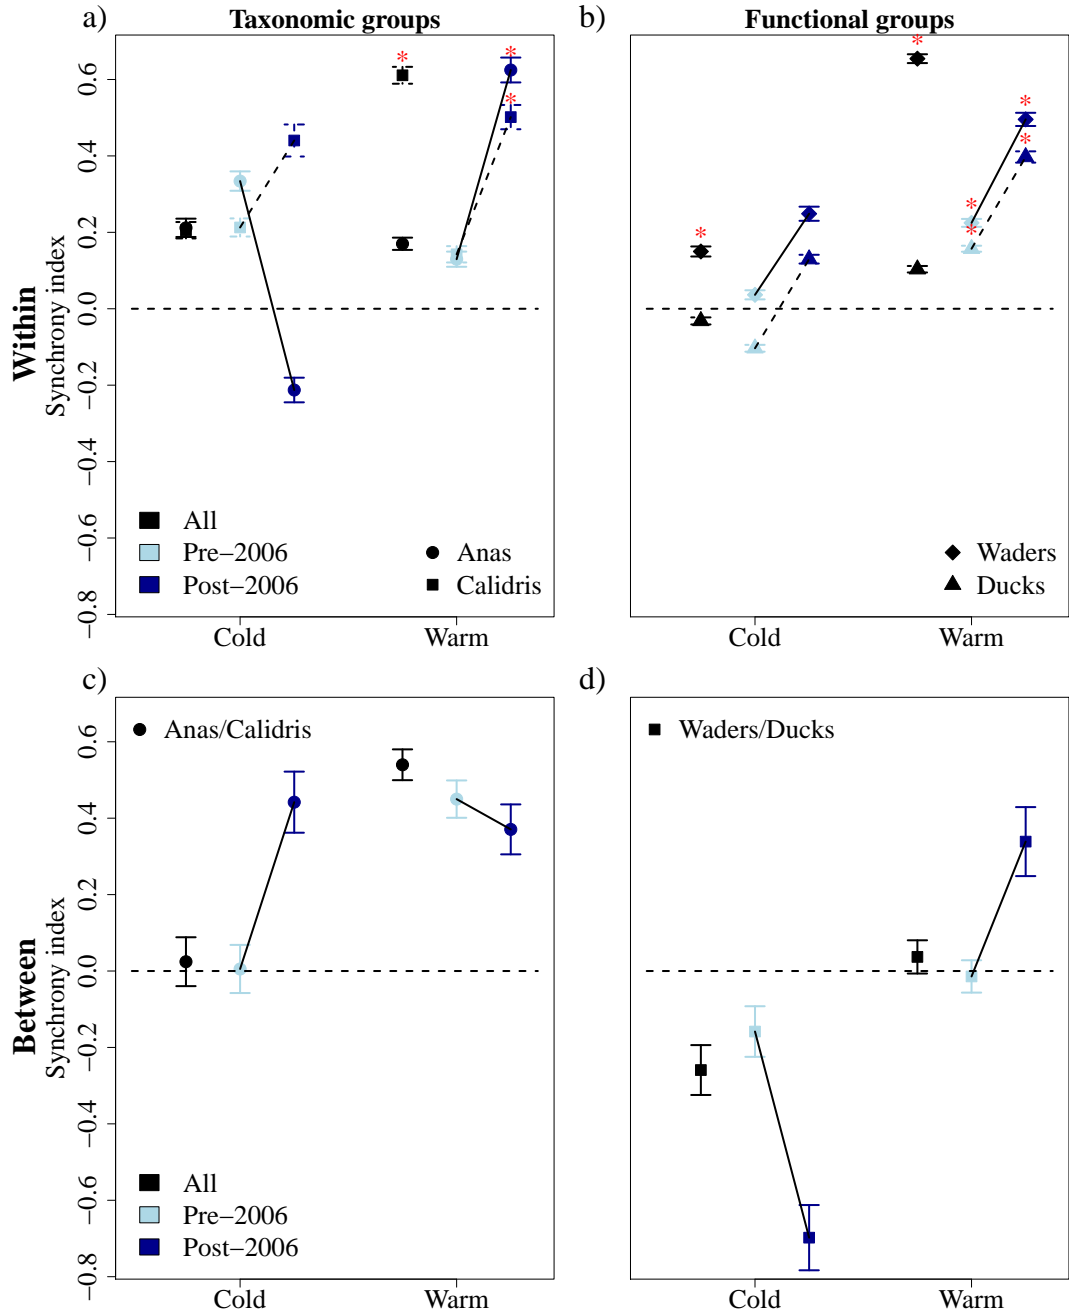 a) Taxonomic groups
b) Functional groups
Within
Synchrony index
0.6
0.4
0.2
0.0
−0.2
−0.4
−0.6
−0.8
* * *
All
Pre−2006
Post−2006
Anas
Calidris
Cold Warm
* * * * * *
Waders
Ducks
Cold Warm
c)
Between
Synchrony index
0.6
0.4
0.2
0.0
−0.2
−0.4
−0.6
−0.8
Anas/Calidris
All
Pre−2006
Post−2006
Cold Warm
d)
Waders/Ducks
Cold Warm